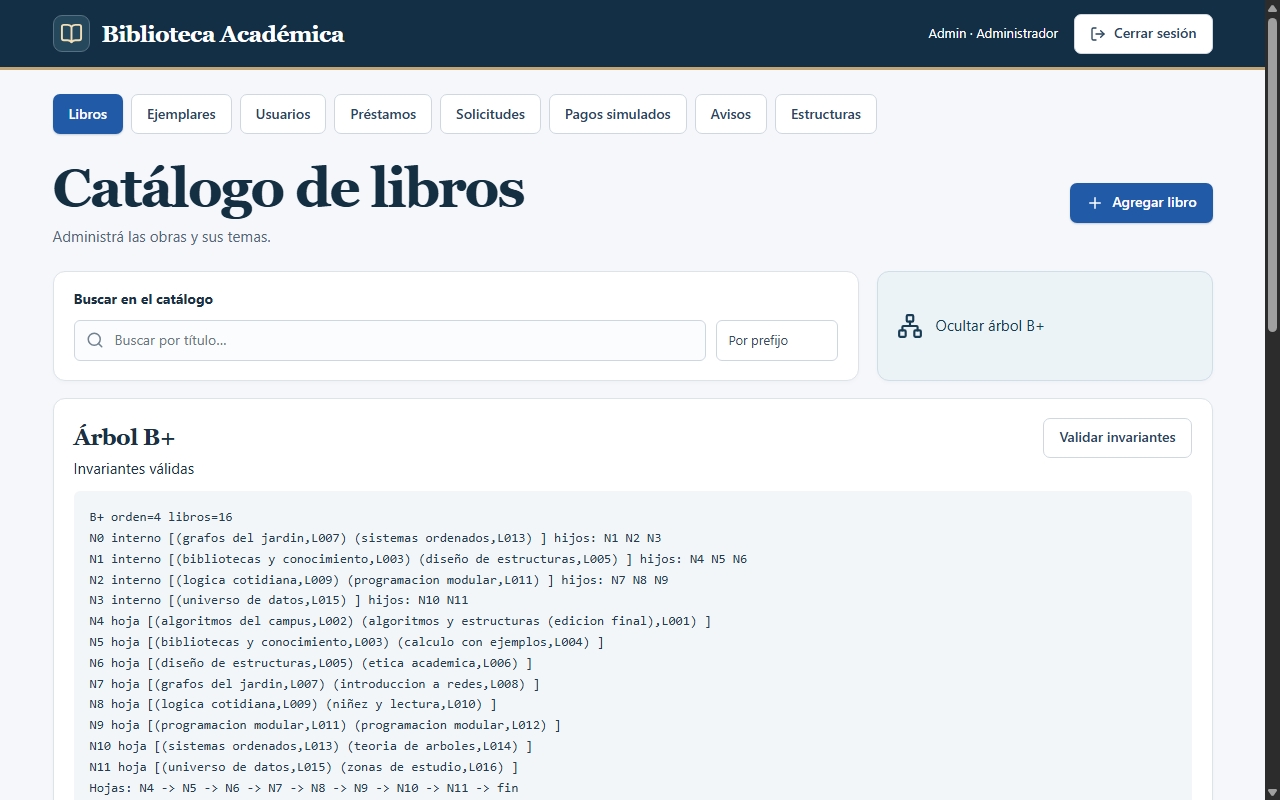 Biblioteca Académica
Admin · Administrador
Cerrar sesión
Libros
Ejemplares
Usuarios
Préstamos
Solicitudes
Pagos simulados
Avisos
Estructuras
Catálogo de libros
Administrá las obras y sus temas.
Agregar libro
Buscar en el catálogo
Buscar por título...
Por prefijo
Ocultar árbol B+
Árbol B+
Invariantes válidas
Validar invariantes
B+ orden=4 libros=16
N0 interno [(grafos del jardin,L007) (sistemas ordenados,L013) ] hijos: N1 N2 N3
N1 interno [(bibliotecas y conocimiento,L003) (diseño de estructuras,L005) ] hijos: N4 N5 N6
N2 interno [(logica cotidiana,L009) (programacion modular,L011) ] hijos: N7 N8 N9
N3 interno [(universo de datos,L015) ] hijos: N10 N11
N4 hoja [(algoritmos del campus,L002) (algoritmos y estructuras (edicion final),L001) ]
N5 hoja [(bibliotecas y conocimiento,L003) (calculo con ejemplos,L004) ]
N6 hoja [(diseño de estructuras,L005) (etica academica,L006) ]
N7 hoja [(grafos del jardin,L007) (introduccion a redes,L008) ]
N8 hoja [(logica cotidiana,L009) (niñez y lectura,L010) ]
N9 hoja [(programacion modular,L011) (programacion modular,L012) ]
N10 hoja [(sistemas ordenados,L013) (teoria de arboles,L014) ]
N11 hoja [(universo de datos,L015) (zonas de estudio,L016) ]
Hojas: N4 -> N5 -> N6 -> N7 -> N8 -> N9 -> N10 -> N11 -> fin